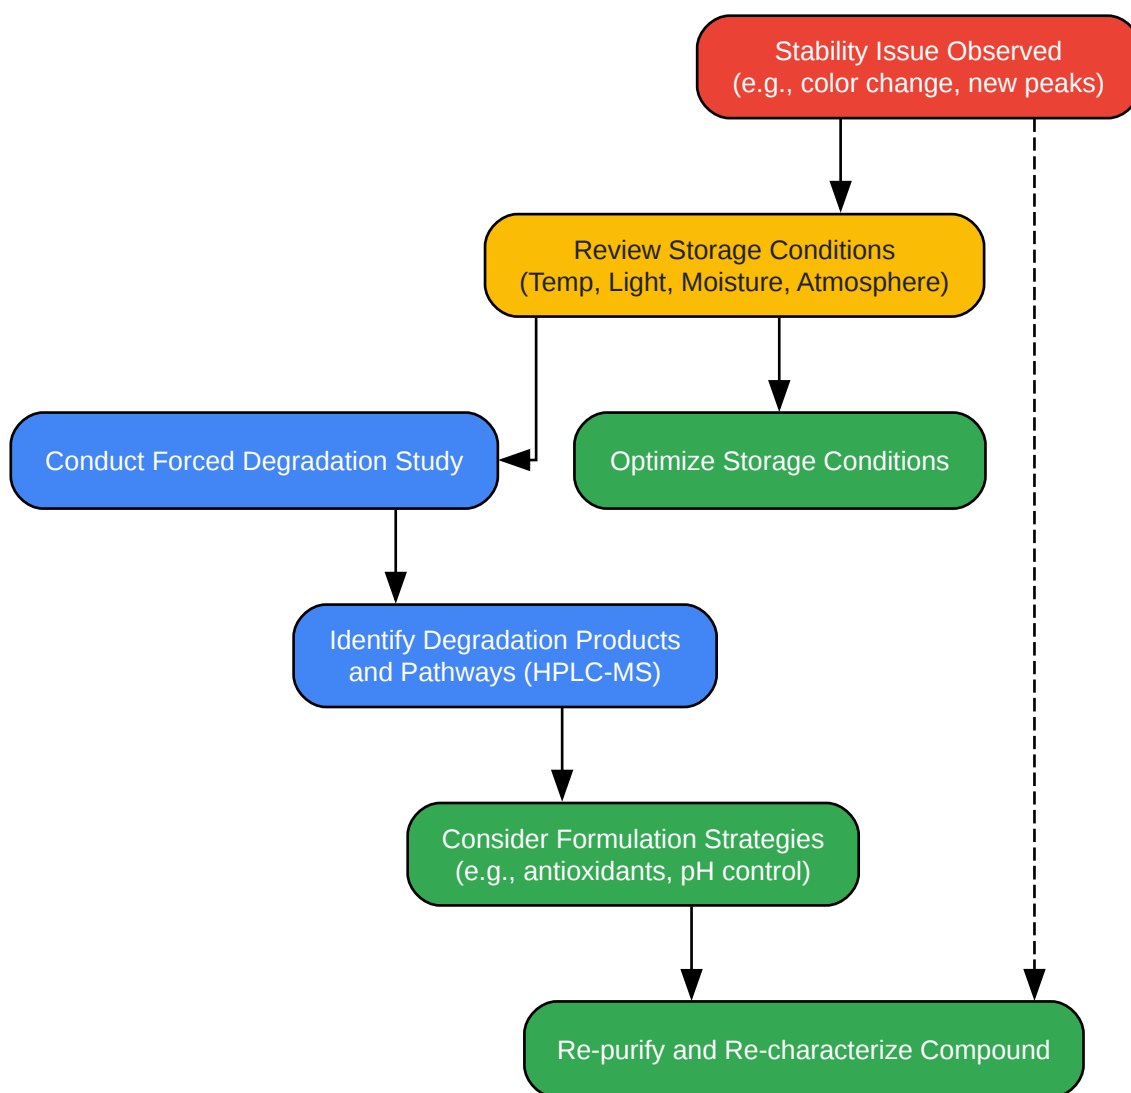 Stability Issue Observed
(e.g., color change, new peaks)
Review Storage Conditions
(Temp, Light, Moisture, Atmosphere)
Conduct Forced Degradation Study
Optimize Storage Conditions
Identify Degradation Products
and Pathways (HPLC-MS)
Consider Formulation Strategies
(e.g., antioxidants, pH control)
Re-purify and Re-characterize Compound